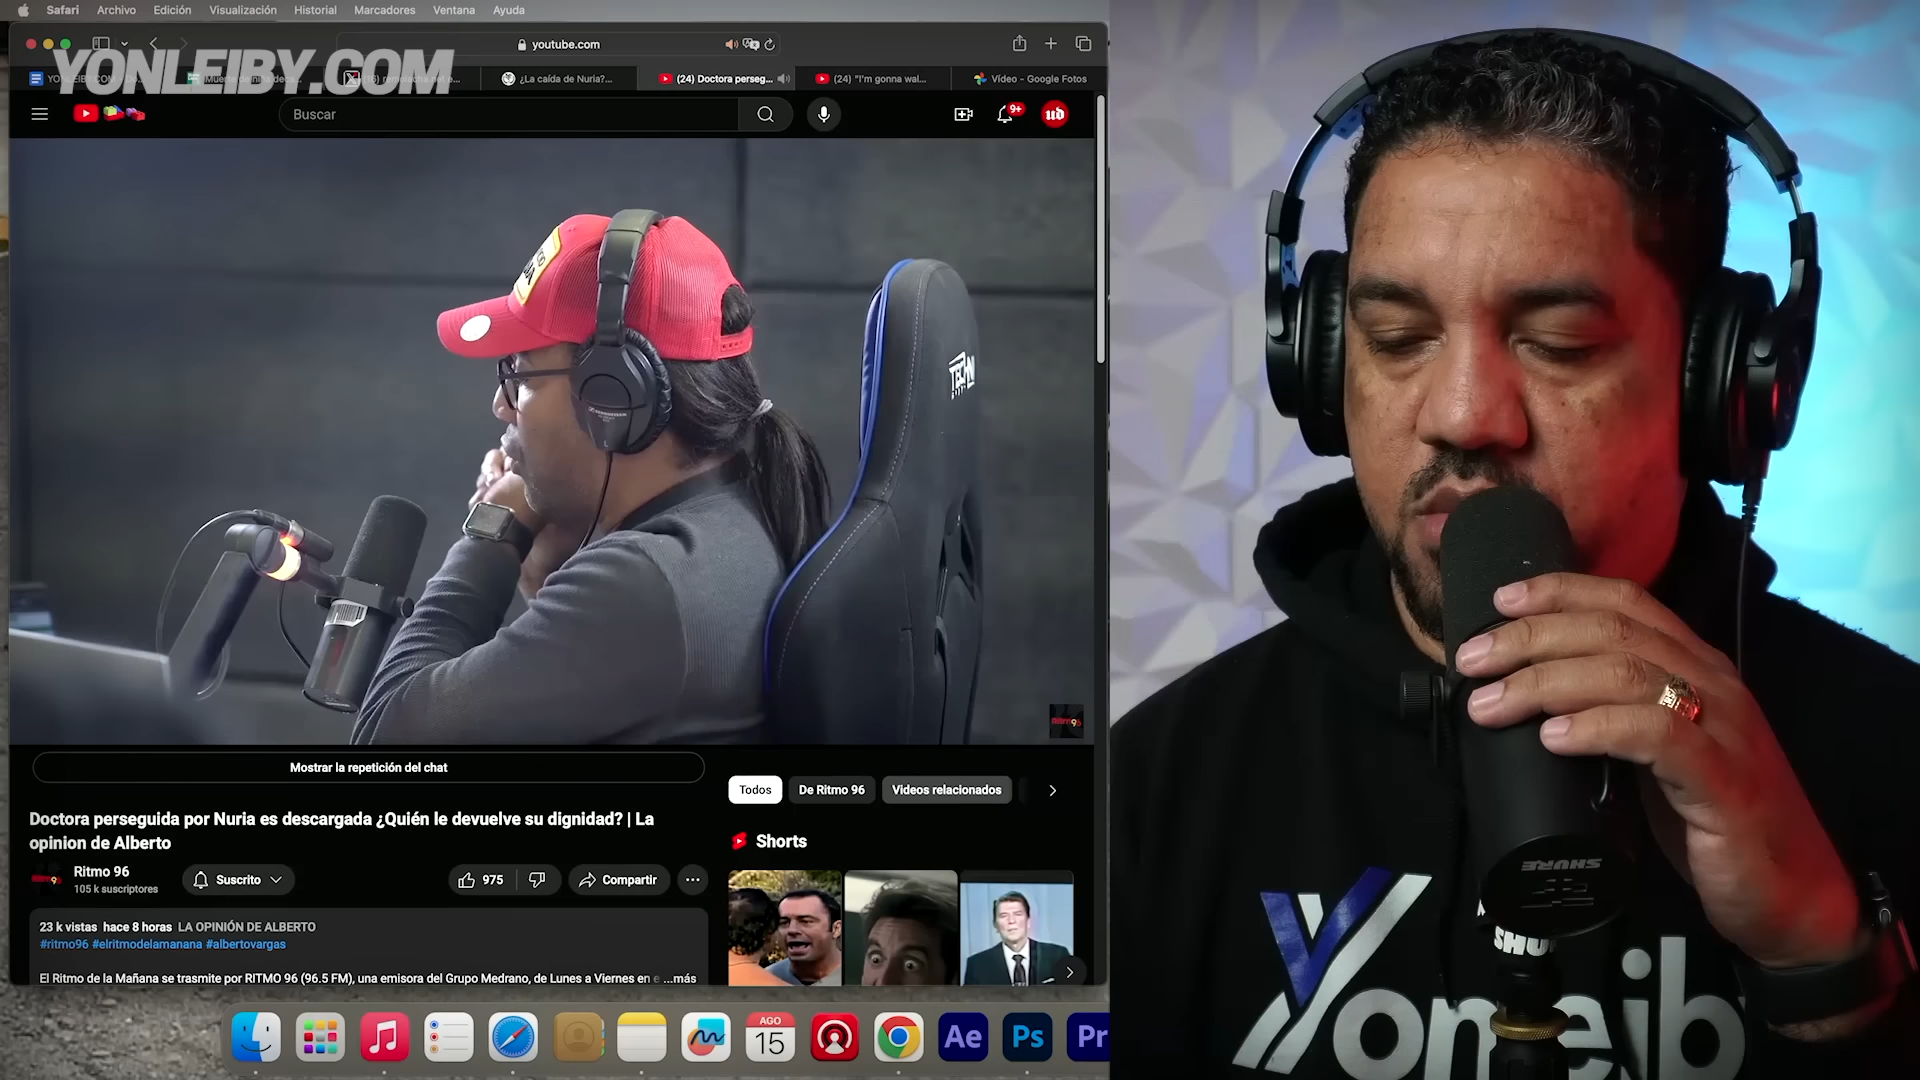 Safari Archivo Edición Visualización Historial Marcadores Ventana Ayuda
youtube.com
YONLEIBY.COM
¿La caída de Nuria?...
(24) Doctora perseg...
(24) "I'm gonna wal...
Vídeo - Google Fotos
Buscar
9+
TECHNI
RITMO96
Mostrar la repetición del chat
Todos
De Ritmo 96
Videos relacionados
Doctora perseguida por Nuria es descargada ¿Quién le devuelve su dignidad? | La
opinion de Alberto
Shorts
Ritmo 96
105 k suscriptores
Suscrito
975
Compartir
23 k vistas hace 8 horas LA OPINIÓN DE ALBERTO
#ritmo96 #elritmodelamanana #albertovargas
El Ritmo de la Mañana se trasmite por RITMO 96 (96.5 FM), una emisora del Grupo Medrano, de Lunes a Viernes en e ...más
AGO
15
Ae
Ps
Pr
SHURE
SHU
Yonleiby